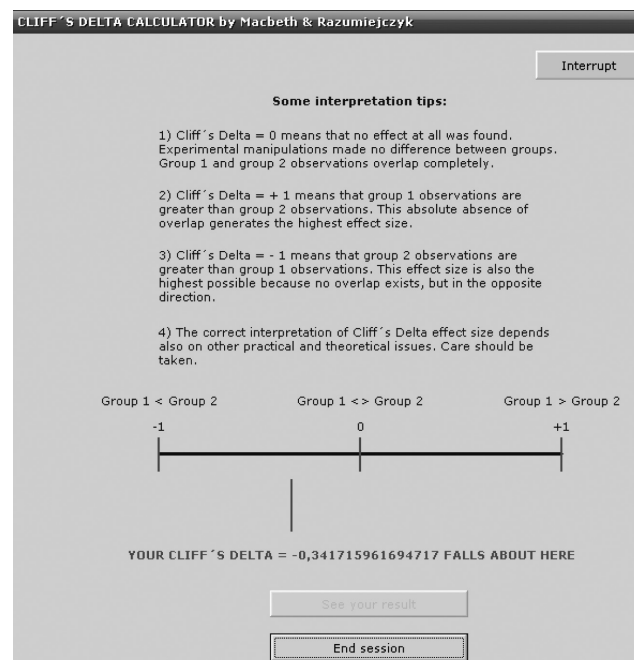 CLIFF´S DELTA CALCULATOR by Macbeth & Razumiejczyk
Interrupt
Some interpretation tips:
1) Cliff´s Delta = 0 means that no effect at all was found.
Experimental manipulations made no difference between groups.
Group 1 and group 2 observations overlap completely.
2) Cliff´s Delta = + 1 means that group 1 observations are
greater than group 2 observations. This absolute absence of
overlap generates the highest effect size.
3) Cliff´s Delta = - 1 means that group 2 observations are
greater than group 1 observations. This effect size is also the
highest possible because no overlap exists, but in the opposite
direction.
4) The correct interpretation of Cliff´s Delta effect size depends
also on other practical and theoretical issues. Care should be
taken.
Group 1 < Group 2 Group 1 <> Group 2 Group 1 > Group 2
-1 0 +1
YOUR CLIFF´S DELTA = -0,341715961694717 FALLS ABOUT HERE
See your result
End session